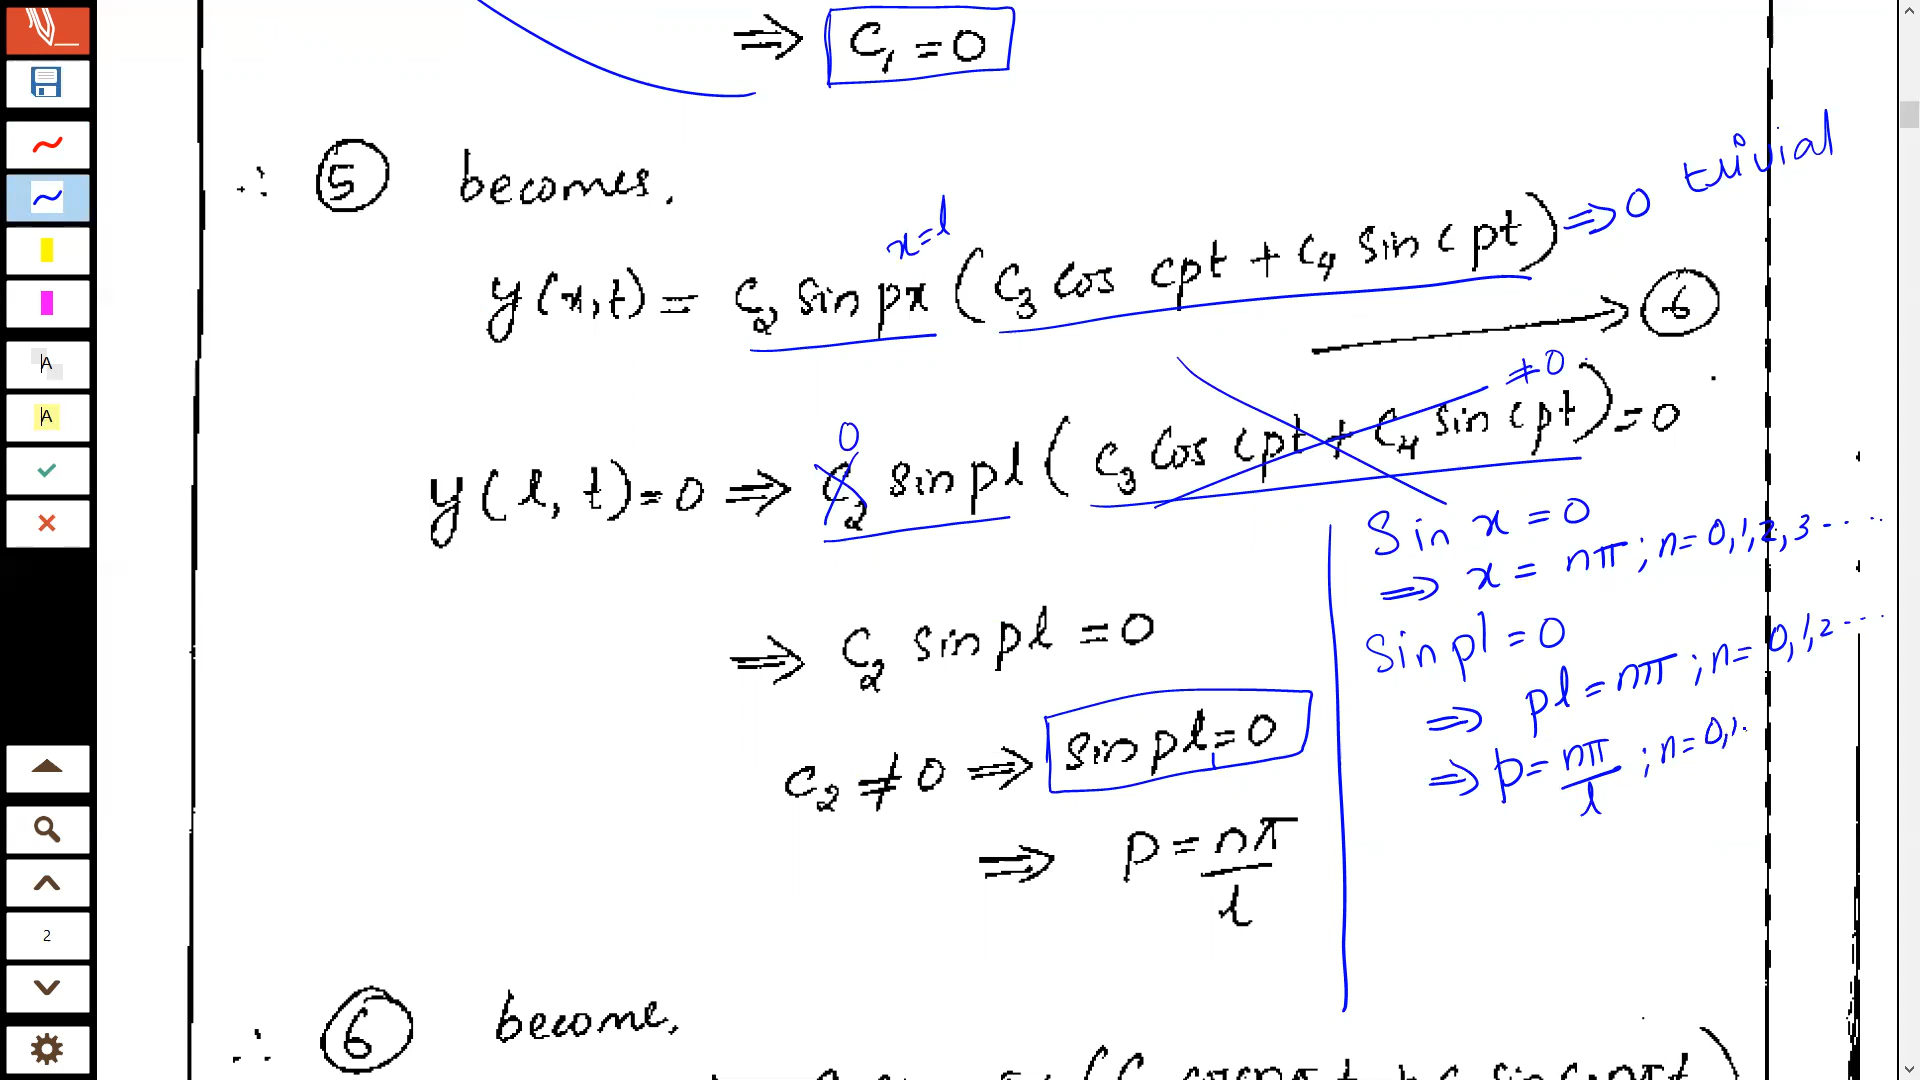 ⇒ C₁ = 0
∴ ⑤ becomes.
x=l
y(x,t) = C₂ sin px (C₃ cos cpt + C₄ sin cpt) ⇒ 0 trivial
→ ⑥
≠0
0
y(l, t) = 0 ⇒ C₂ sin pl (C₃ cos cpt + C₄ sin cpt) = 0
⇒ C₂ sin pl = 0
C₂ ≠ 0 ⇒ sin pl = 0
⇒ P = nπ/l
Sin x = 0
⇒ x = nπ ; n= 0,1,2,3 - - - -
Sin pl = 0
⇒ pl = nπ ; n= 0,1,2 - - - -
⇒ p = nπ/l ; n=0,1.
∴ ⑥ become,
A
A
2